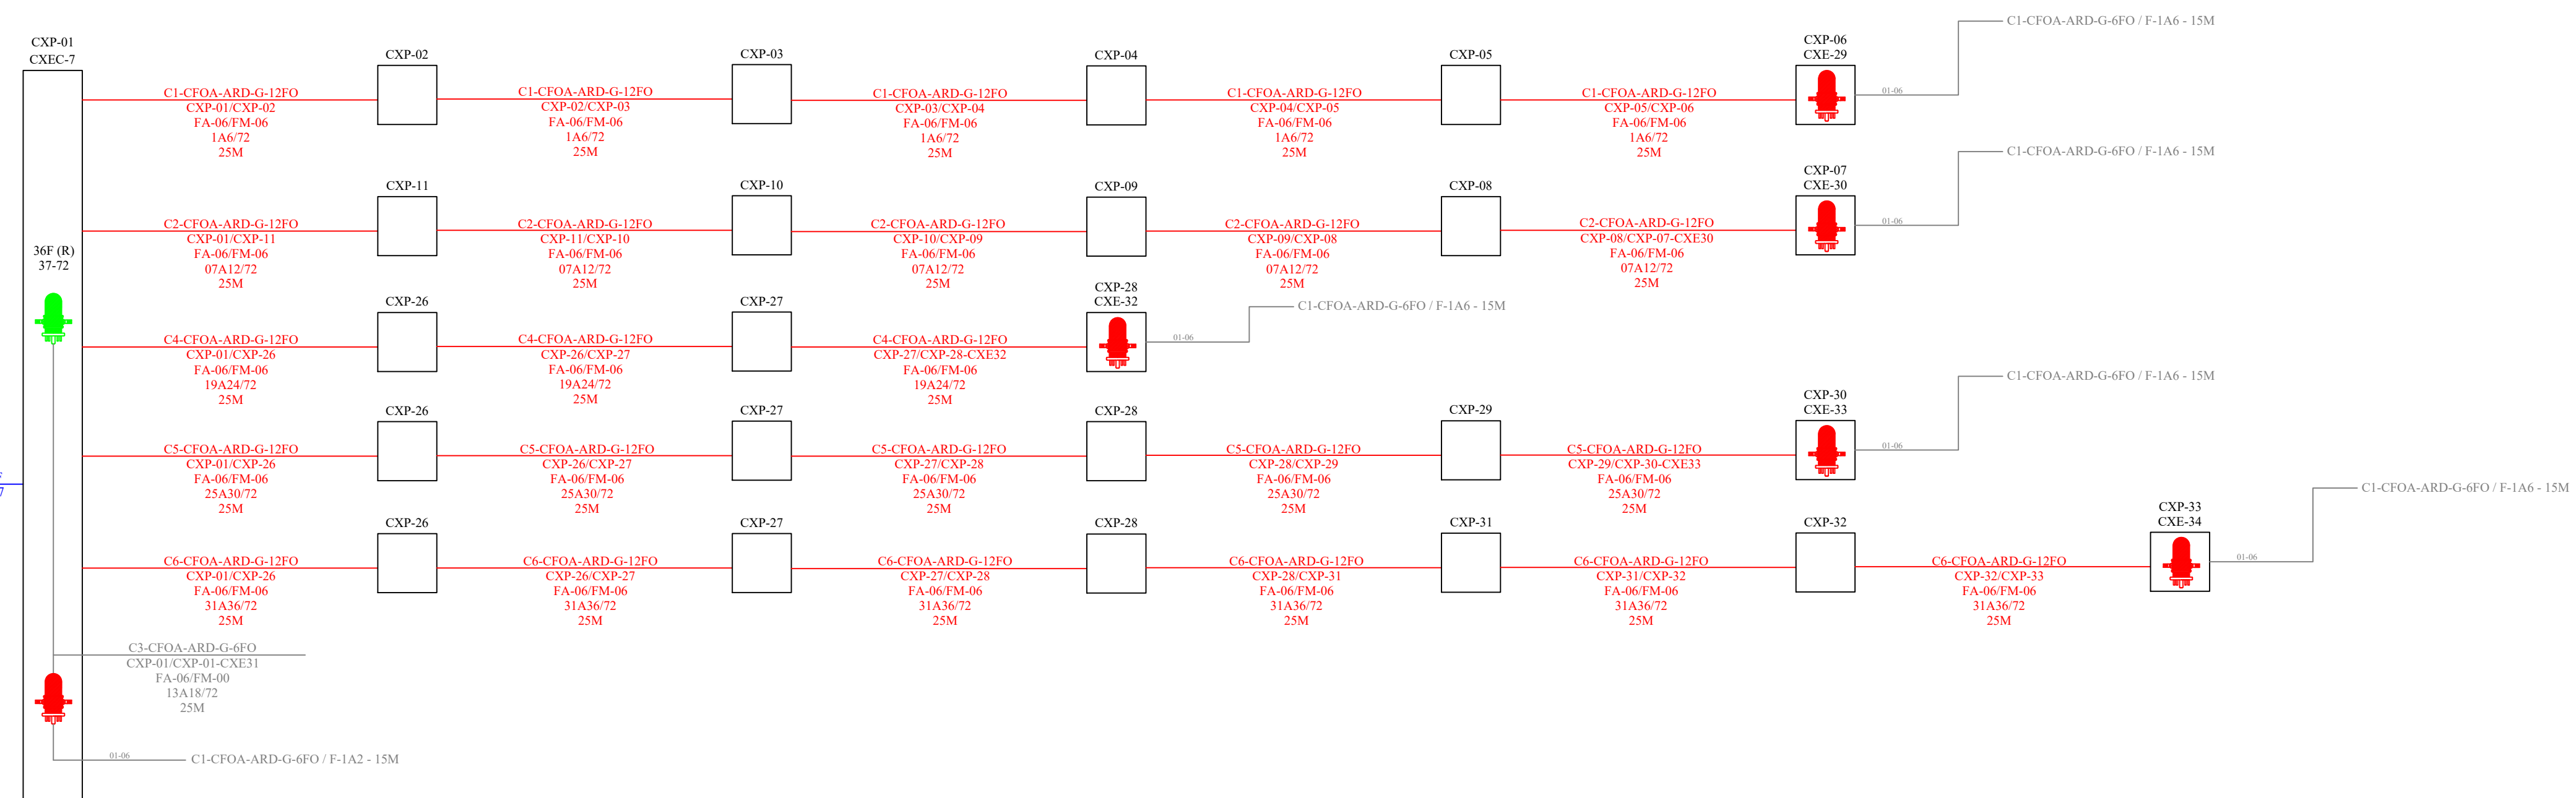 CXP-01
CXEC-7
CXP-02
CXP-03
CXP-04
CXP-05
CXP-06
CXE-29
C1-CFOA-ARD-G-6FO / F-1A6 - 15M
01-06
C1-CFOA-ARD-G-12FO
CXP-01/CXP-02
FA-06/FM-06
1A6/72
25M
C1-CFOA-ARD-G-12FO
CXP-02/CXP-03
FA-06/FM-06
1A6/72
25M
C1-CFOA-ARD-G-12FO
CXP-03/CXP-04
FA-06/FM-06
1A6/72
25M
C1-CFOA-ARD-G-12FO
CXP-04/CXP-05
FA-06/FM-06
1A6/72
25M
C1-CFOA-ARD-G-12FO
CXP-05/CXP-06
FA-06/FM-06
1A6/72
25M
CXP-11
CXP-10
CXP-09
CXP-08
CXP-07
CXE-30
C1-CFOA-ARD-G-6FO / F-1A6 - 15M
01-06
C2-CFOA-ARD-G-12FO
CXP-01/CXP-11
FA-06/FM-06
07A12/72
25M
C2-CFOA-ARD-G-12FO
CXP-11/CXP-10
FA-06/FM-06
07A12/72
25M
C2-CFOA-ARD-G-12FO
CXP-10/CXP-09
FA-06/FM-06
07A12/72
25M
C2-CFOA-ARD-G-12FO
CXP-09/CXP-08
FA-06/FM-06
07A12/72
25M
C2-CFOA-ARD-G-12FO
CXP-08/CXP-07-CXE30
FA-06/FM-06
07A12/72
25M
36F (R)
37-72
CXP-26
CXP-27
CXP-28
CXE-32
C1-CFOA-ARD-G-6FO / F-1A6 - 15M
01-06
C4-CFOA-ARD-G-12FO
CXP-01/CXP-26
FA-06/FM-06
19A24/72
25M
C4-CFOA-ARD-G-12FO
CXP-26/CXP-27
FA-06/FM-06
19A24/72
25M
C4-CFOA-ARD-G-12FO
CXP-27/CXP-28-CXE32
FA-06/FM-06
19A24/72
25M
CXP-26
CXP-27
CXP-28
CXP-29
CXP-30
CXE-33
C1-CFOA-ARD-G-6FO / F-1A6 - 15M
01-06
C5-CFOA-ARD-G-12FO
CXP-01/CXP-26
FA-06/FM-06
25A30/72
25M
C5-CFOA-ARD-G-12FO
CXP-26/CXP-27
FA-06/FM-06
25A30/72
25M
C5-CFOA-ARD-G-12FO
CXP-27/CXP-28
FA-06/FM-06
25A30/72
25M
C5-CFOA-ARD-G-12FO
CXP-28/CXP-29
FA-06/FM-06
25A30/72
25M
C5-CFOA-ARD-G-12FO
CXP-29/CXP-30-CXE33
FA-06/FM-06
25A30/72
25M
7
CXP-26
CXP-27
CXP-28
CXP-31
CXP-32
CXP-33
CXE-34
C1-CFOA-ARD-G-6FO / F-1A6 - 15M
01-06
C6-CFOA-ARD-G-12FO
CXP-01/CXP-26
FA-06/FM-06
31A36/72
25M
C6-CFOA-ARD-G-12FO
CXP-26/CXP-27
FA-06/FM-06
31A36/72
25M
C6-CFOA-ARD-G-12FO
CXP-27/CXP-28
FA-06/FM-06
31A36/72
25M
C6-CFOA-ARD-G-12FO
CXP-28/CXP-31
FA-06/FM-06
31A36/72
25M
C6-CFOA-ARD-G-12FO
CXP-31/CXP-32
FA-06/FM-06
31A36/72
25M
C6-CFOA-ARD-G-12FO
CXP-32/CXP-33
FA-06/FM-06
31A36/72
25M
C3-CFOA-ARD-G-6FO
CXP-01/CXP-01-CXE31
FA-06/FM-00
13A18/72
25M
01-06
C1-CFOA-ARD-G-6FO / F-1A2 - 15M